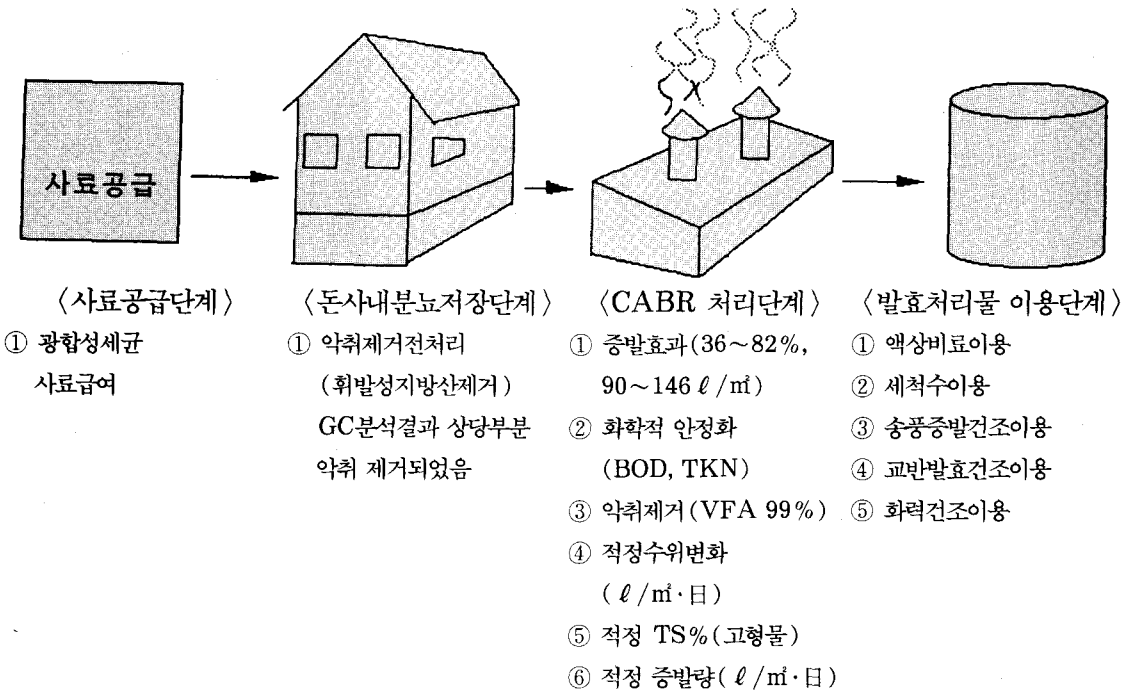 사료공급
〈사료공급단계〉
① 광합성세균
사료급여
〈돈사내분뇨저장단계〉
① 악취제거전처리
(휘발성지방산제거)
GC분석결과 상당부분
악취 제거되었음
〈CABR 처리단계〉
① 증발효과(36~82%,
90~146 ℓ/㎡)
② 화학적 안정화
(BOD, TKN)
③ 악취제거(VFA 99%)
④ 적정수위변화
(ℓ/㎡·日)
⑤ 적정 TS%(고형물)
⑥ 적정 증발량(ℓ/㎡·日)
〈발효처리물 이용단계〉
① 액상비료이용
② 세척수이용
③ 송풍증발건조이용
④ 교반발효건조이용
⑤ 화력건조이용